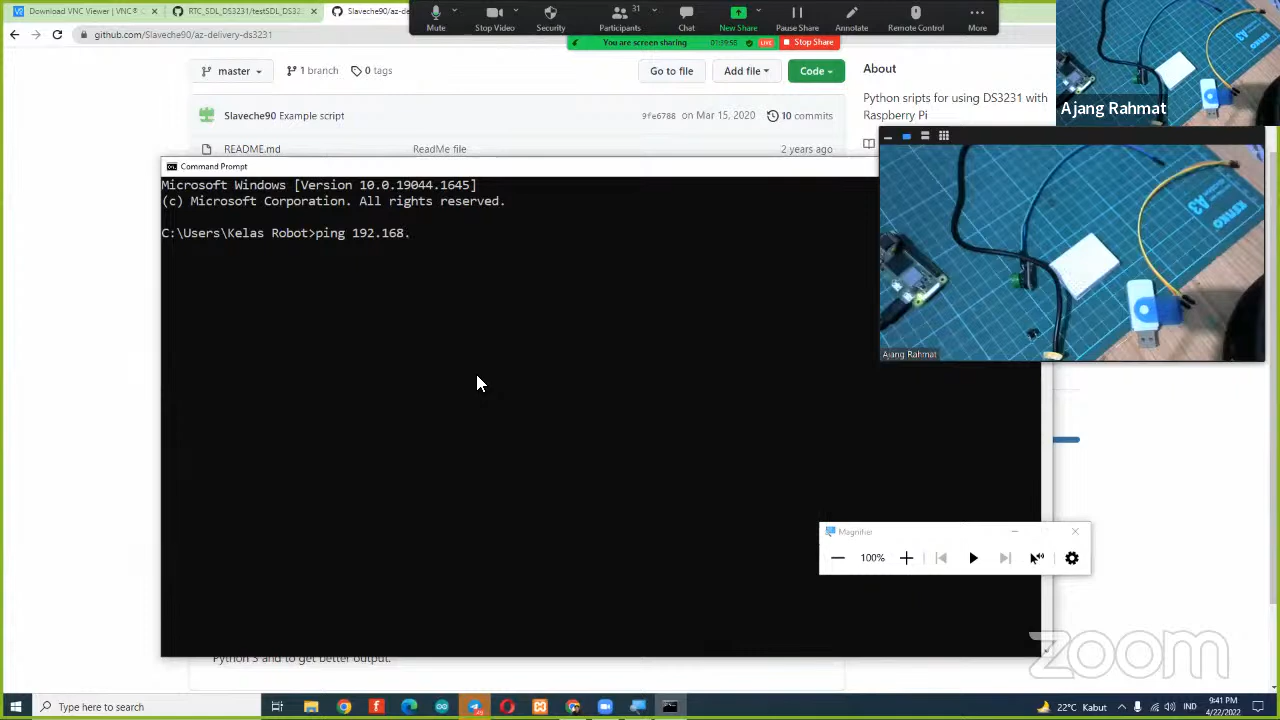 Download VNC Viewer | VNC®
RTC_SDL_DS3231/testSDL_DS32
Slaveche90/az-de
github.com/Slaveche90/az-delivery-ds3231
Mute
Stop Video
Security
31
Participants
Chat
New Share
Pause Share
Annotate
Remote Control
More
You are screen sharing
LIVE
Stop Share
master
1 branch
0 tags
Go to file
Add file
Code
About
Python sripts for using DS3231 with
Raspberry Pi
Slaveche90 Example script
9fe6788 on Mar 15, 2020
10 commits
README.md
ReadMe file
2 years ago
Ajang Rahmat
KENKO
A3
Ajang Rahmat
Command Prompt
Microsoft Windows [Version 10.0.19044.1645]
(c) Microsoft Corporation. All rights reserved.
C:\Users\Kelas Robot>ping 192.168.
Magnifier
100%
zoom
Python 3 and to get better output.
Type here to search
22°C Kabut
IND
9:41 PM
4/22/2022